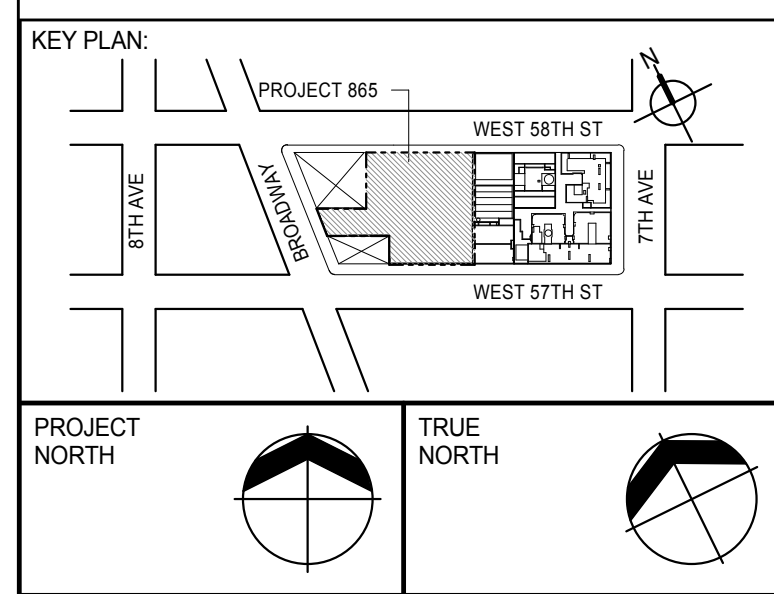 KEY PLAN:
N
PROJECT 865
WEST 58TH ST
8TH AVE
BROADWAY
7TH AVE
WEST 57TH ST
PROJECT
NORTH
TRUE
NORTH